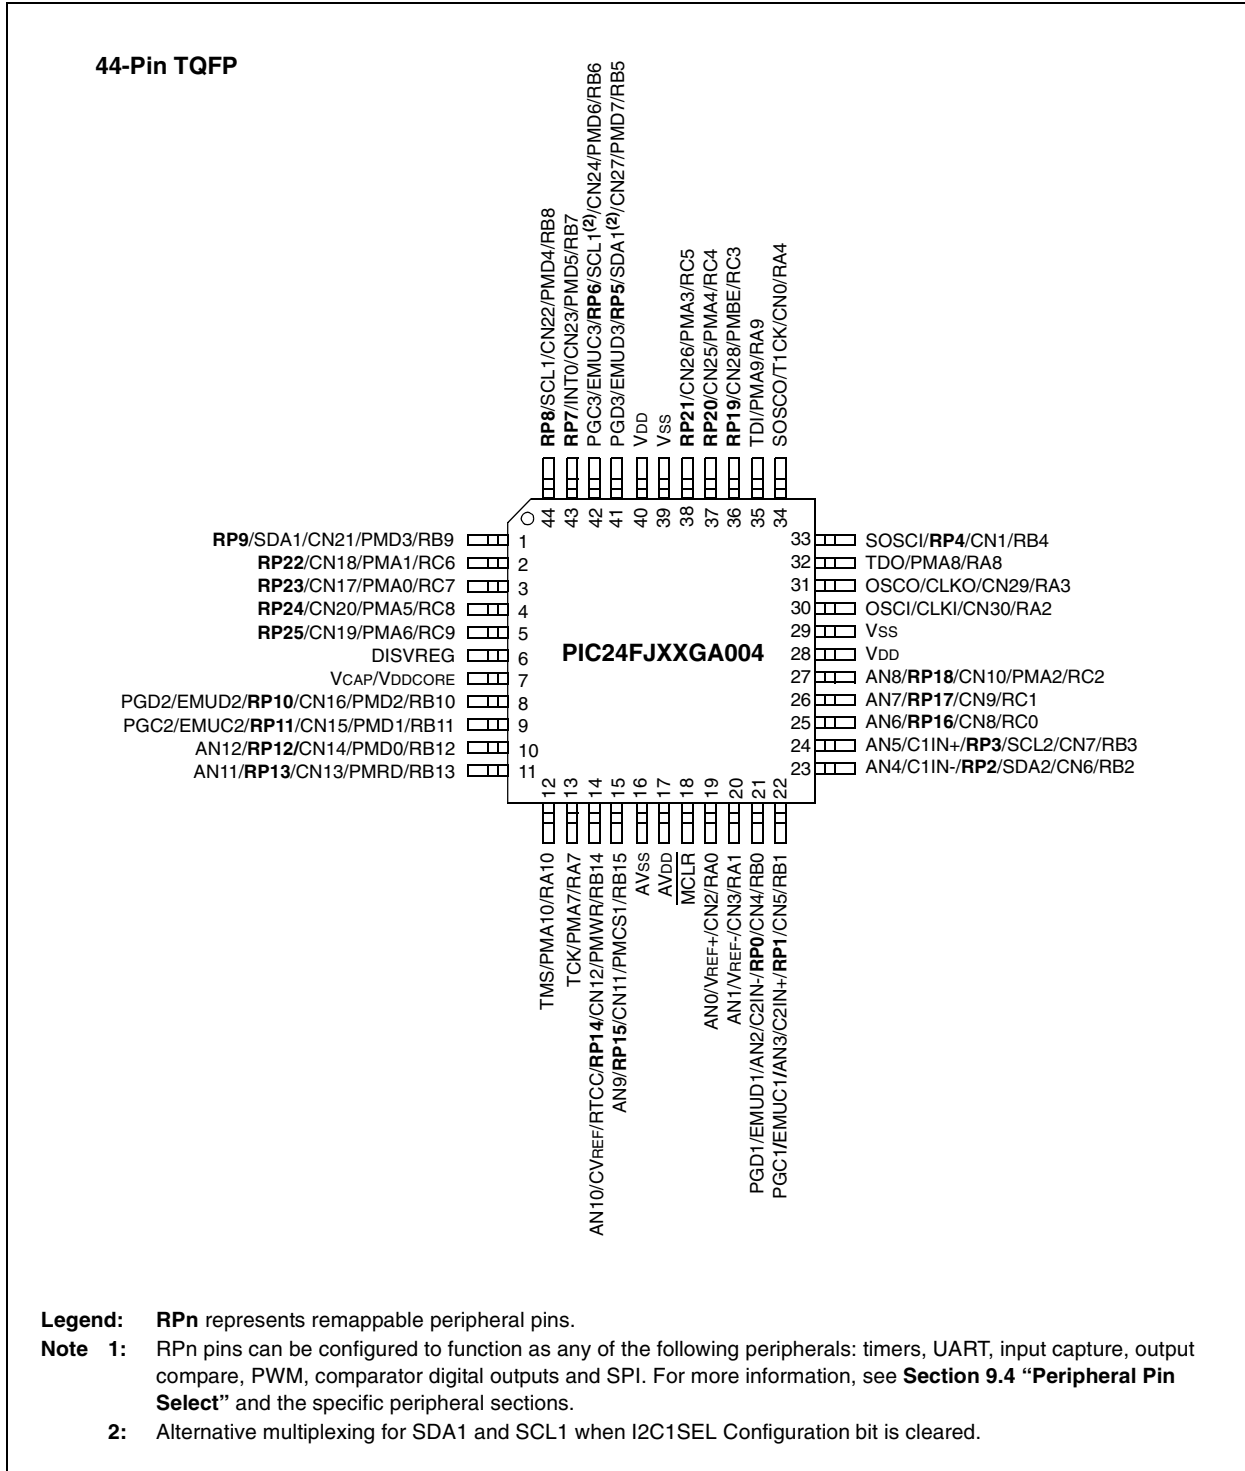 44-Pin TQFP
RP8/SCL1/CN22/PMD4/RB8
RP7/INT0/CN23/PMD5/RB7
PGC3/EMUC3/RP6/SCL1(2)/CN24/PMD6/RB6
PGD3/EMUD3/RP5/SDA1(2)/CN27/PMD7/RB5
VDD
VSS
RP21/CN26/PMA3/RC5
RP20/CN25/PMA4/RC4
RP19/CN28/PMBE/RC3
TDI/PMA9/RA9
SOSCO/T1CK/CN0/RA4
44 43 42 41 40 39 38 37 36 35 34
RP9/SDA1/CN21/PMD3/RB9 1
RP22/CN18/PMA1/RC6 2
RP23/CN17/PMA0/RC7 3
RP24/CN20/PMA5/RC8 4
RP25/CN19/PMA6/RC9 5
DISVREG 6
VCAP/VDDCORE 7
PGD2/EMUD2/RP10/CN16/PMD2/RB10 8
PGC2/EMUC2/RP11/CN15/PMD1/RB11 9
AN12/RP12/CN14/PMD0/RB12 10
AN11/RP13/CN13/PMRD/RB13 11
PIC24FJXXGA004
33 SOSCI/RP4/CN1/RB4
32 TDO/PMA8/RA8
31 OSCO/CLKO/CN29/RA3
30 OSCI/CLKI/CN30/RA2
29 VSS
28 VDD
27 AN8/RP18/CN10/PMA2/RC2
26 AN7/RP17/CN9/RC1
25 AN6/RP16/CN8/RC0
24 AN5/C1IN+/RP3/SCL2/CN7/RB3
23 AN4/C1IN-/RP2/SDA2/CN6/RB2
12 13 14 15 16 17 18 19 20 21 22
TMS/PMA10/RA10
TCK/PMA7/RA7
AN10/CVREF/RTCC/RP14/CN12/PMWR/RB14
AN9/RP15/CN11/PMCS1/RB15
AVSS
AVDD
MCLR
AN0/VREF+/CN2/RA0
AN1/VREF-/CN3/RA1
PGD1/EMUD1/AN2/C2IN-/RP0/CN4/RB0
PGC1/EMUC1/AN3/C2IN+/RP1/CN5/RB1
Legend: RPn represents remappable peripheral pins.
Note 1: RPn pins can be configured to function as any of the following peripherals: timers, UART, input capture, output
compare, PWM, comparator digital outputs and SPI. For more information, see Section 9.4 “Peripheral Pin
Select” and the specific peripheral sections.
2: Alternative multiplexing for SDA1 and SCL1 when I2C1SEL Configuration bit is cleared.